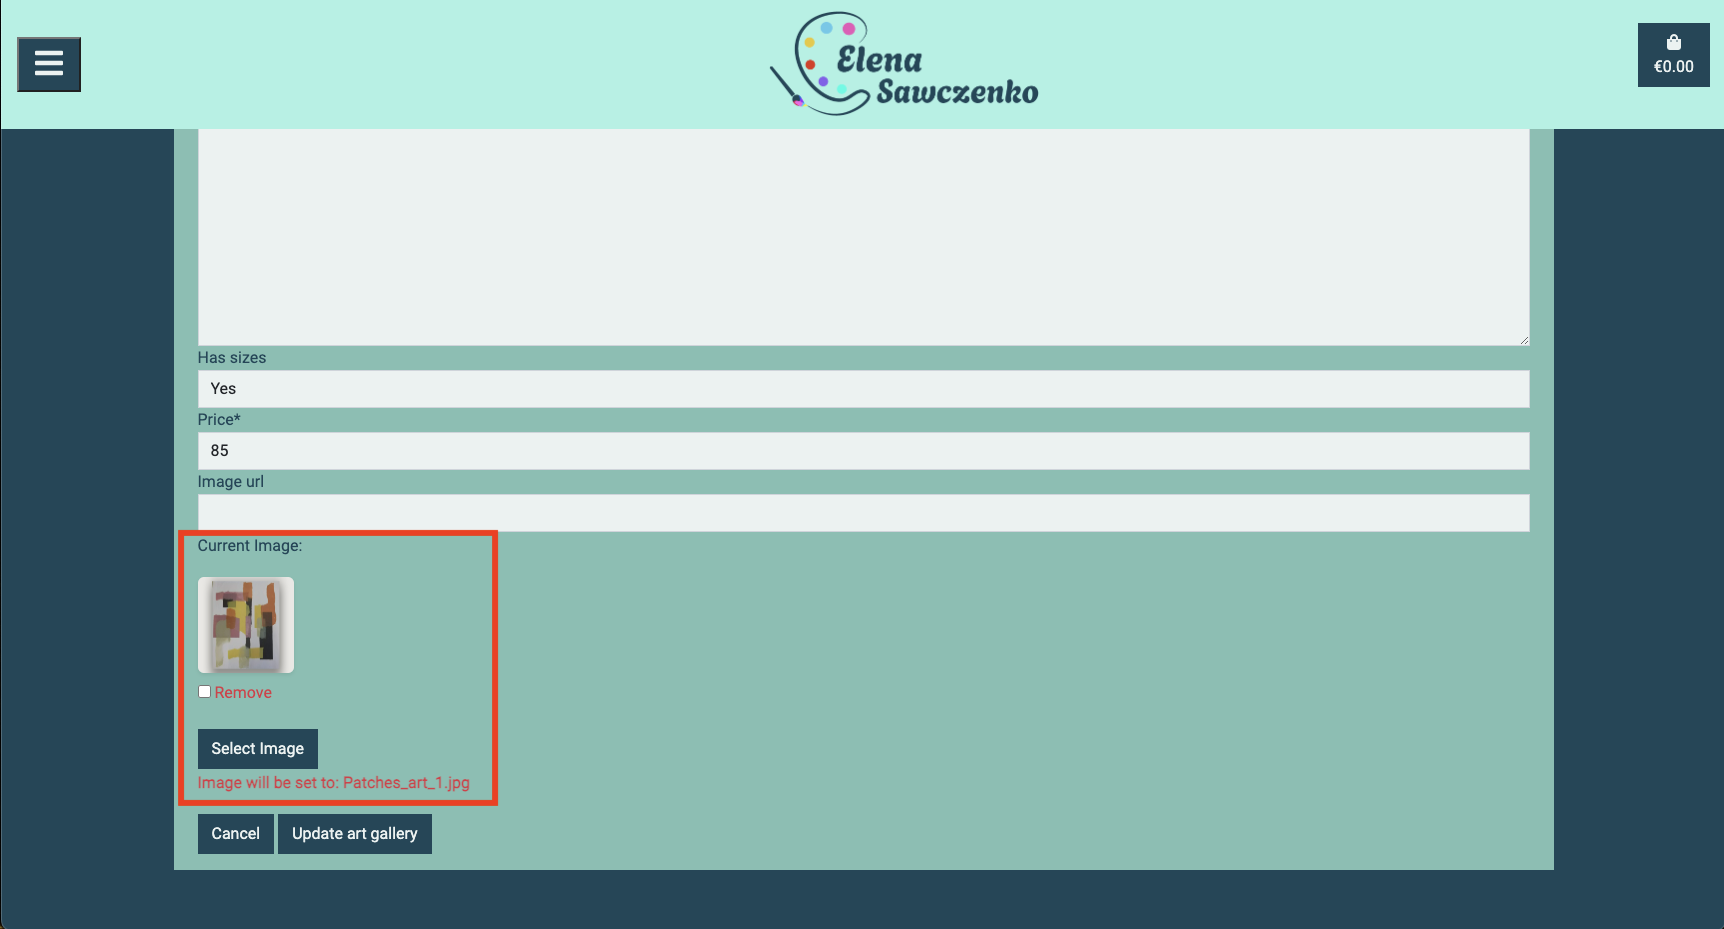 Elena
Sawczenko
€0.00
Has sizes
Yes
Price*
85
Image url
Current Image:
Remove
Select Image
Image will be set to: Patches_art_1.jpg
Cancel Update art gallery